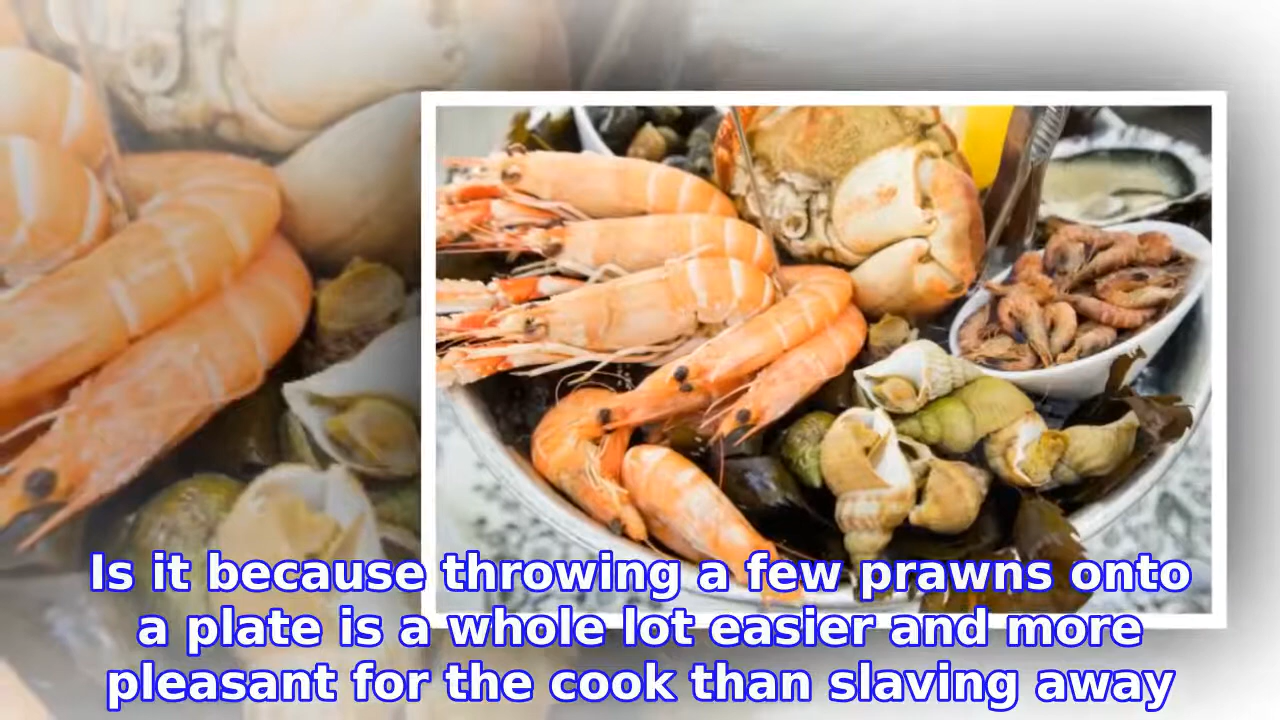 Is it because throwing a few prawns onto
a plate is a whole lot easier and more
pleasant for the cook than slaving away